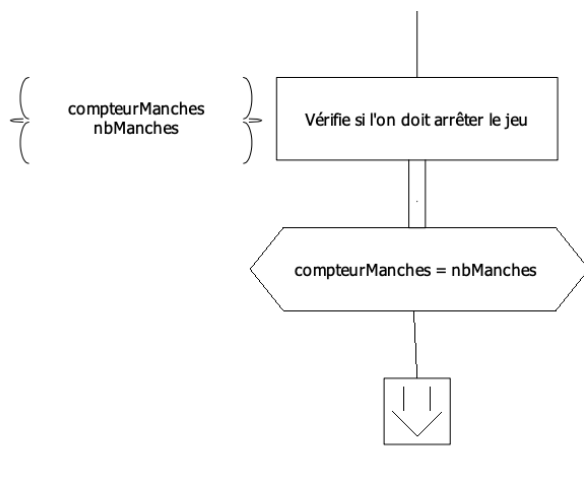 compteurManches
nbManches
Vérifie si l'on doit arrêter le jeu
compteurManches = nbManches